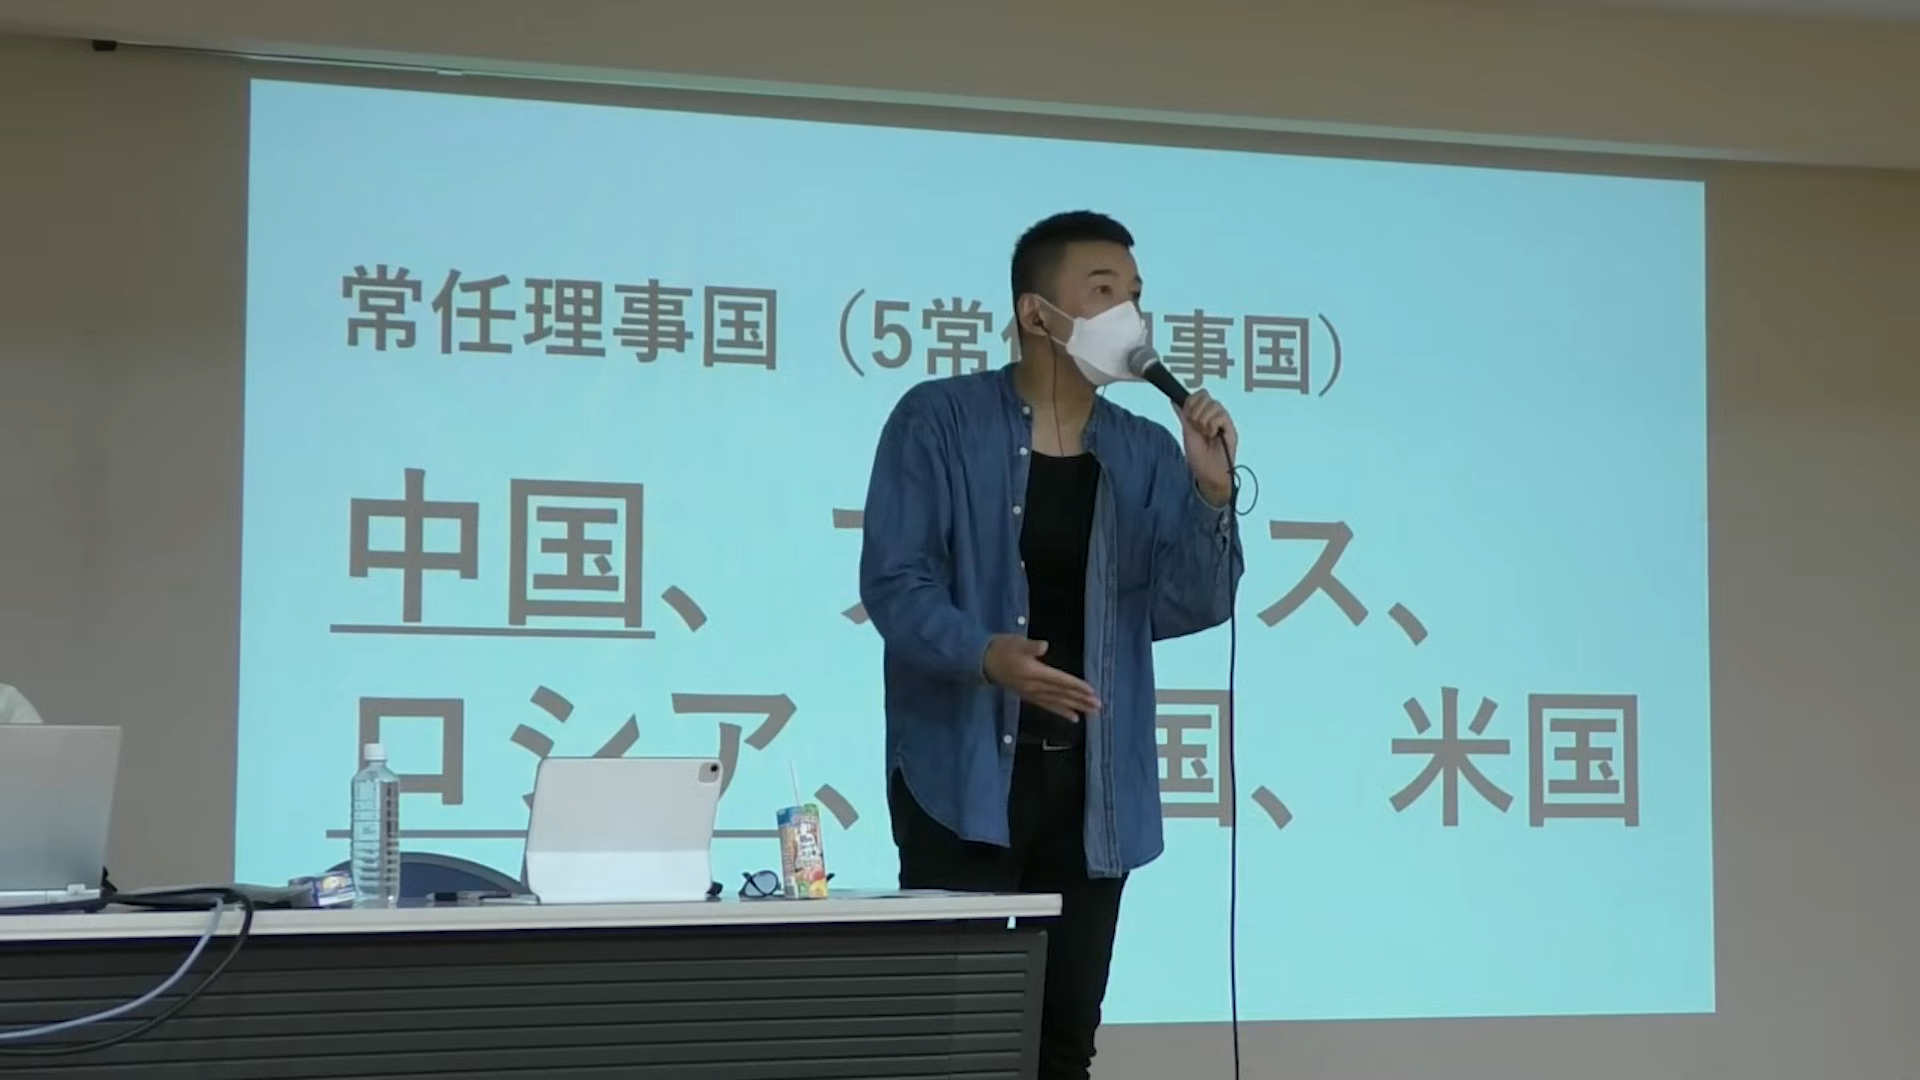 常任理事国（5常 事国）
中国、 ス、
ロシア、 国、米国